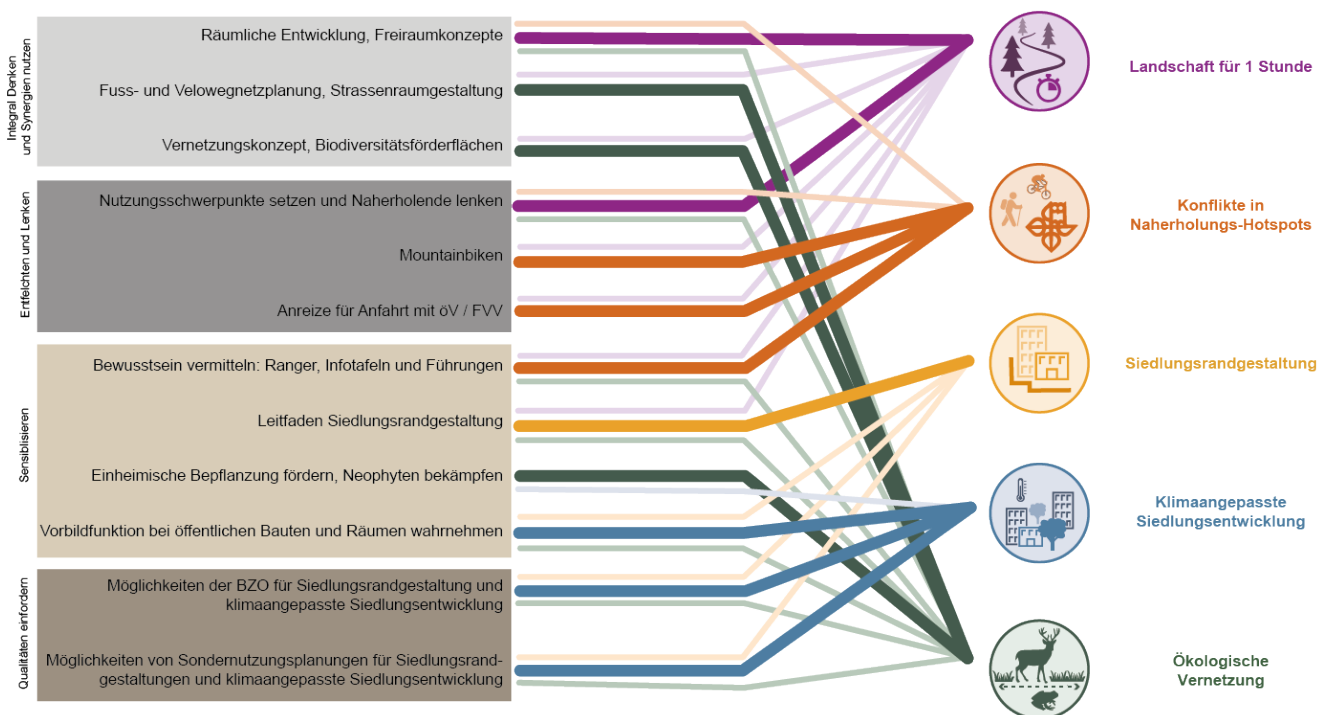 Integral Denken
und Synergien nutzen
Räumliche Entwicklung, Freiraumkonzepte
Fuss- und Velowegnetzplanung, Strassenraumgestaltung
Vernetzungskonzept, Biodiversitätsförderflächen
Entfelchten und Lenken
Nutzungsschwerpunkte setzen und Naherholende lenken
Mountainbiken
Anreize für Anfahrt mit öV / FVV
Sensiblisieren
Bewusstsein vermitteln: Ranger, Infotafeln und Führungen
Leitfaden Siedlungsrandgestaltung
Einheimische Bepflanzung fördern, Neophyten bekämpfen
Vorbildfunktion bei öffentlichen Bauten und Räumen wahrnehmen
Qualitäten einfordern
Möglichkeiten der BZO für Siedlungsrandgestaltung und
klimaangepasste Siedlungsentwicklung
Möglichkeiten von Sondernutzungsplanungen für Siedlungsrand-
gestaltungen und klimaangepasste Siedlungsentwicklung
Landschaft für 1 Stunde
Konflikte in
Naherholungs-Hotspots
Siedlungsrandgestaltung
Klimaangepasste
Siedlungsentwicklung
Ökologische
Vernetzung